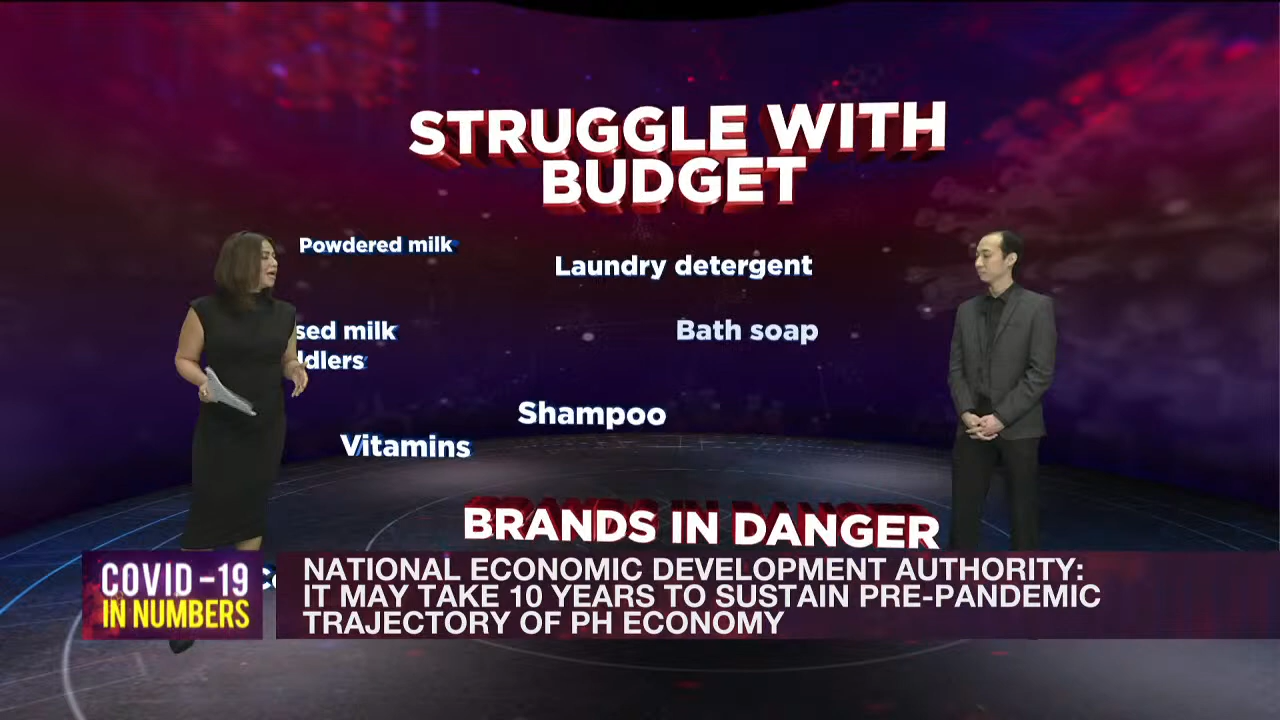 STRUGGLE WITH
BUDGET
Powdered milk
Laundry detergent
sed milk
Bath soap
dlers
Shampoo
Vitamins
BRANDS IN DANGER
COVID-19
IN NUMBERS
NATIONAL ECONOMIC DEVELOPMENT AUTHORITY:
IT MAY TAKE 10 YEARS TO SUSTAIN PRE-PANDEMIC
TRAJECTORY OF PH ECONOMY